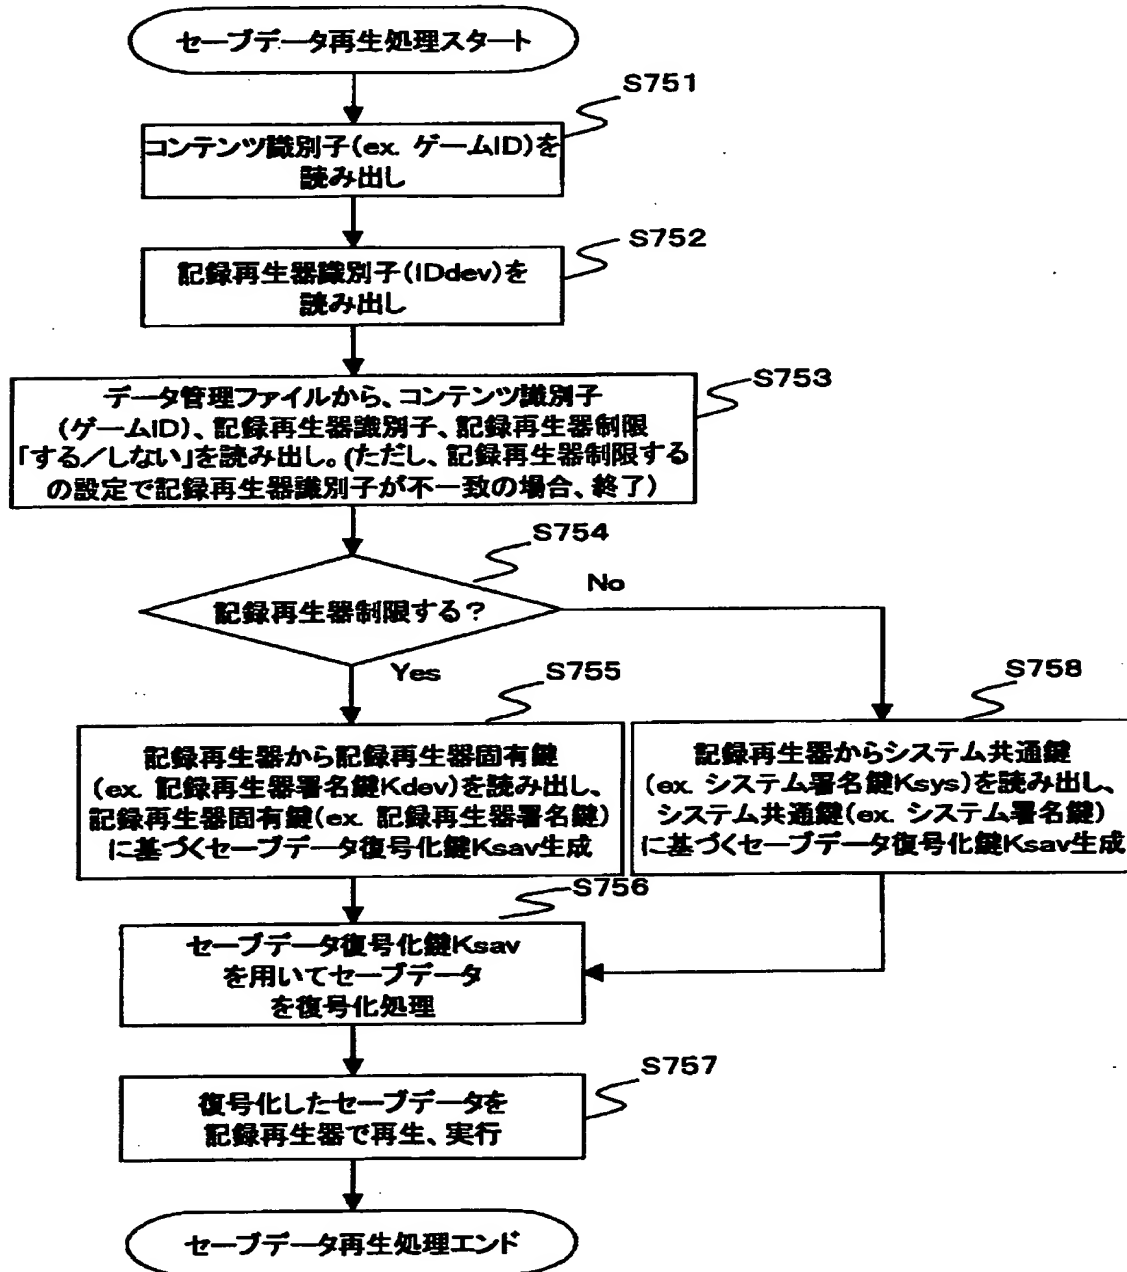 セーブデータ再生処理スタート
S751
コンテンツ識別子(ex. ゲームID)を
読み出し
S752
記録再生器識別子(IDdev)を
読み出し
S753
データ管理ファイルから、コンテンツ識別子
(ゲームID)、記録再生器識別子、記録再生器制限
「する/しない」を読み出し。(ただし、記録再生器制限する
の設定で記録再生器識別子が不一致の場合、終了)
S754
記録再生器制限する?
No
Yes
S755
記録再生器から記録再生器固有鍵
(ex. 記録再生器署名鍵Kdev)を読み出し、
記録再生器固有鍵(ex. 記録再生器署名鍵)
に基づくセーブデータ復号化鍵Ksav生成
S758
記録再生器からシステム共通鍵
(ex. システム署名鍵Ksys)を読み出し、
システム共通鍵(ex. システム署名鍵)
に基づくセーブデータ復号化鍵Ksav生成
S756
セーブデータ復号化鍵Ksav
を用いてセーブデータ
を復号化処理
S757
復号化したセーブデータを
記録再生器で再生、実行
セーブデータ再生処理エンド